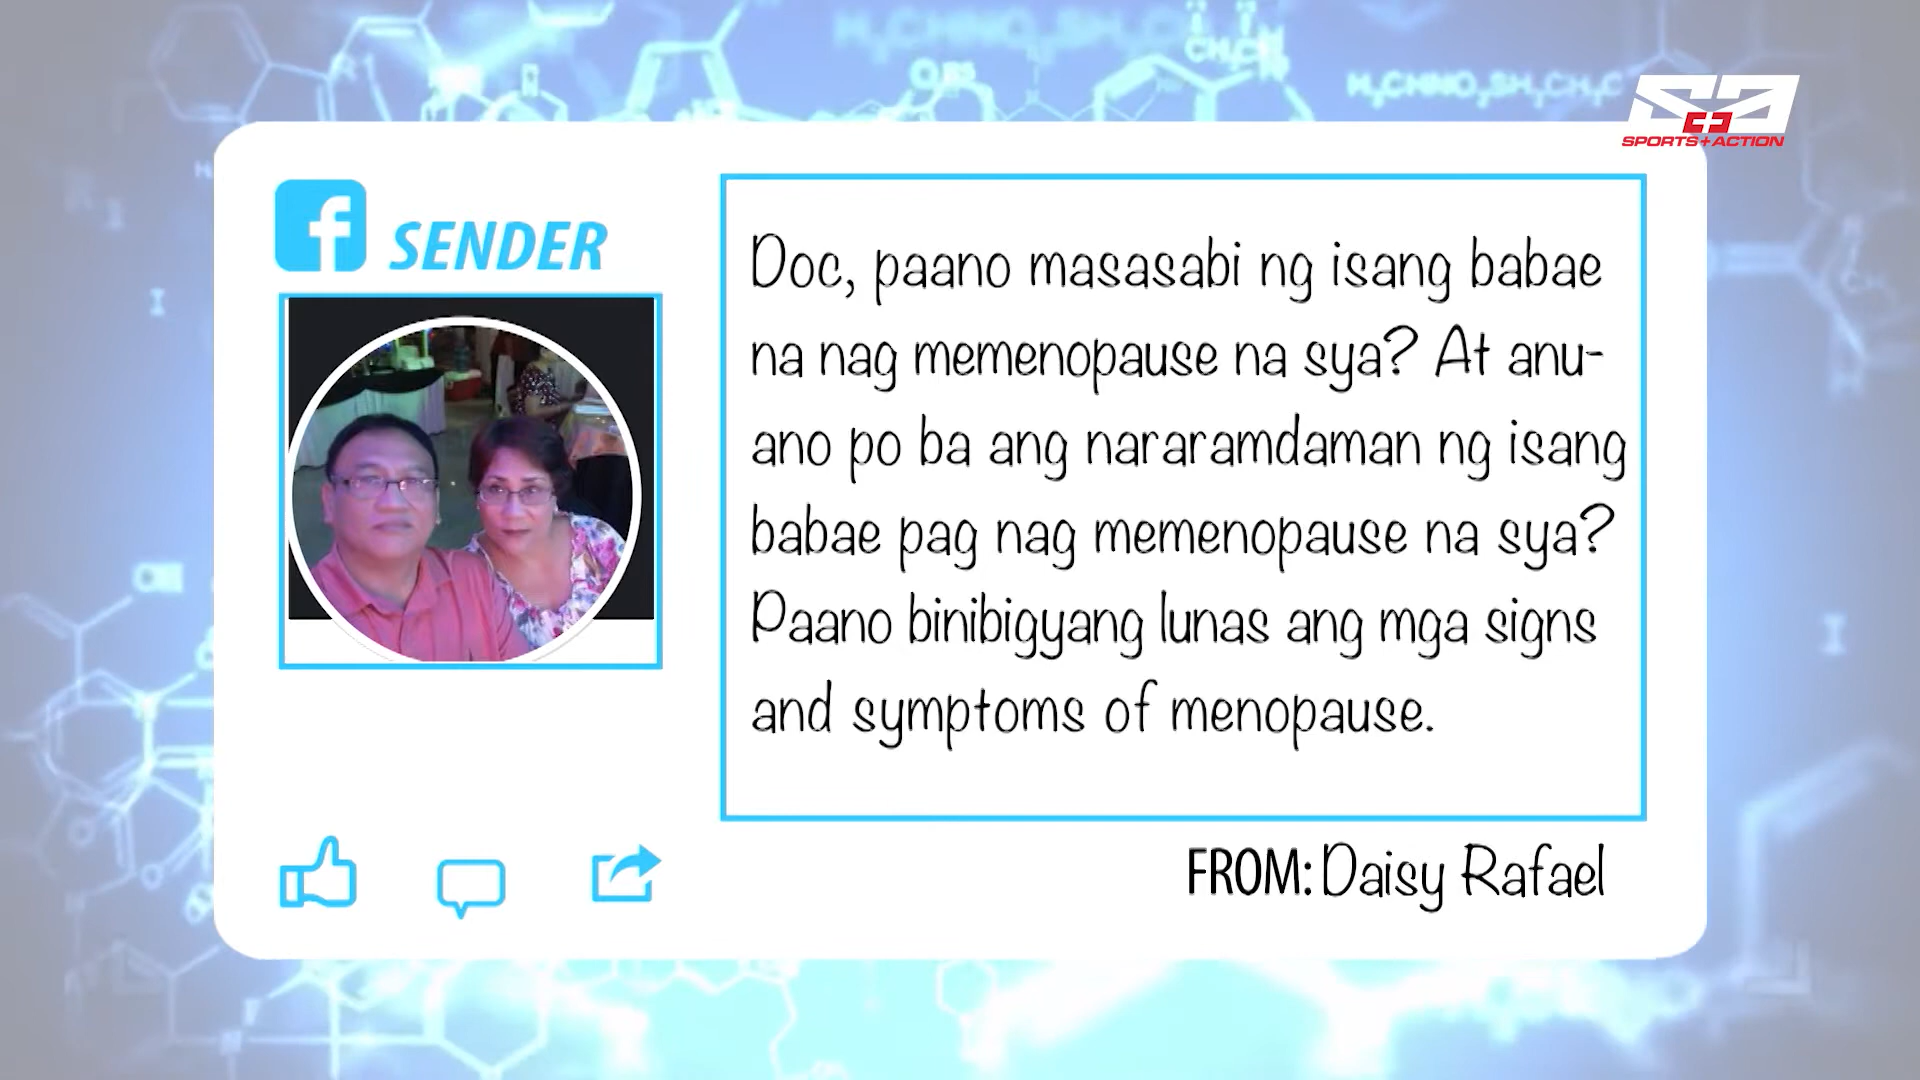 H₃CHNO₂SH₂CH₃C
SPORTS+ACTION
SENDER
Doc, paano masasabi ng isang babae
na nag memenopause na sya? At anu-
ano po ba ang nararamdaman ng isang
babae pag nag memenopause na sya?
Paano binibigyang lunas ang mga signs
and symptoms of menopause.
FROM: Daisy Rafael